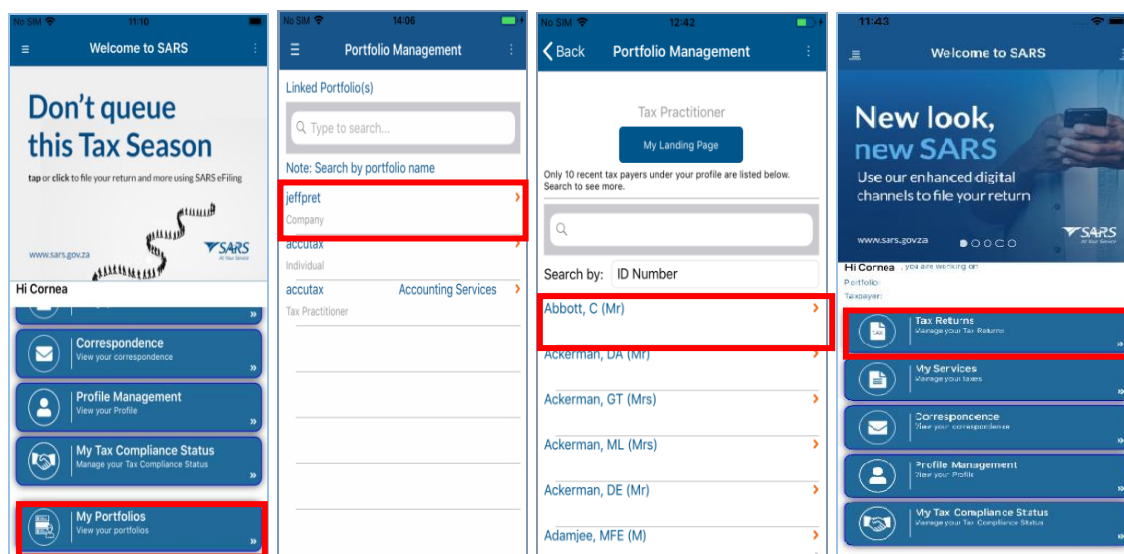 No SIM 11:10
Welcome to SARS
Don't queue
this Tax Season
tap or click to file your return and more using SARS eFiling
www.sars.gov.za
SARS
At Your Service
Hi Cornea
Correspondence
View your correspondence
Profile Management
View your Profile
My Tax Compliance Status
Manage your Tax Compliance Status
My Portfolios
View your portfolios
No SIM 14:06
Portfolio Management
Linked Portfolio(s)
Type to search...
Note: Search by portfolio name
jeffpret
Company
accutax
Individual
accutax Accounting Services
Tax Practitioner
No SIM 12:42
Back Portfolio Management
Tax Practitioner
My Landing Page
Only 10 recent tax payers under your profile are listed below.
Search to see more.
Search by: ID Number
Abbott, C (Mr)
Ackerman, DA (Mr)
Ackerman, GT (Mrs)
Ackerman, ML (Mrs)
Ackerman, DE (Mr)
Adamjee, MFE (M)
11:43
Welcome to SARS
New look,
new SARS
Use our enhanced digital
channels to file your return
www.sars.gov.za
SARS
At Your Service
Hi Cornea , you are working on
Portfolio:
Taxpayer:
Tax Returns
Manage your Tax Returns
My Services
Manage your taxes
Correspondence
View your correspondence
Profile Management
View your Profile
My Tax Compliance Status
Manage your Tax Compliance Status